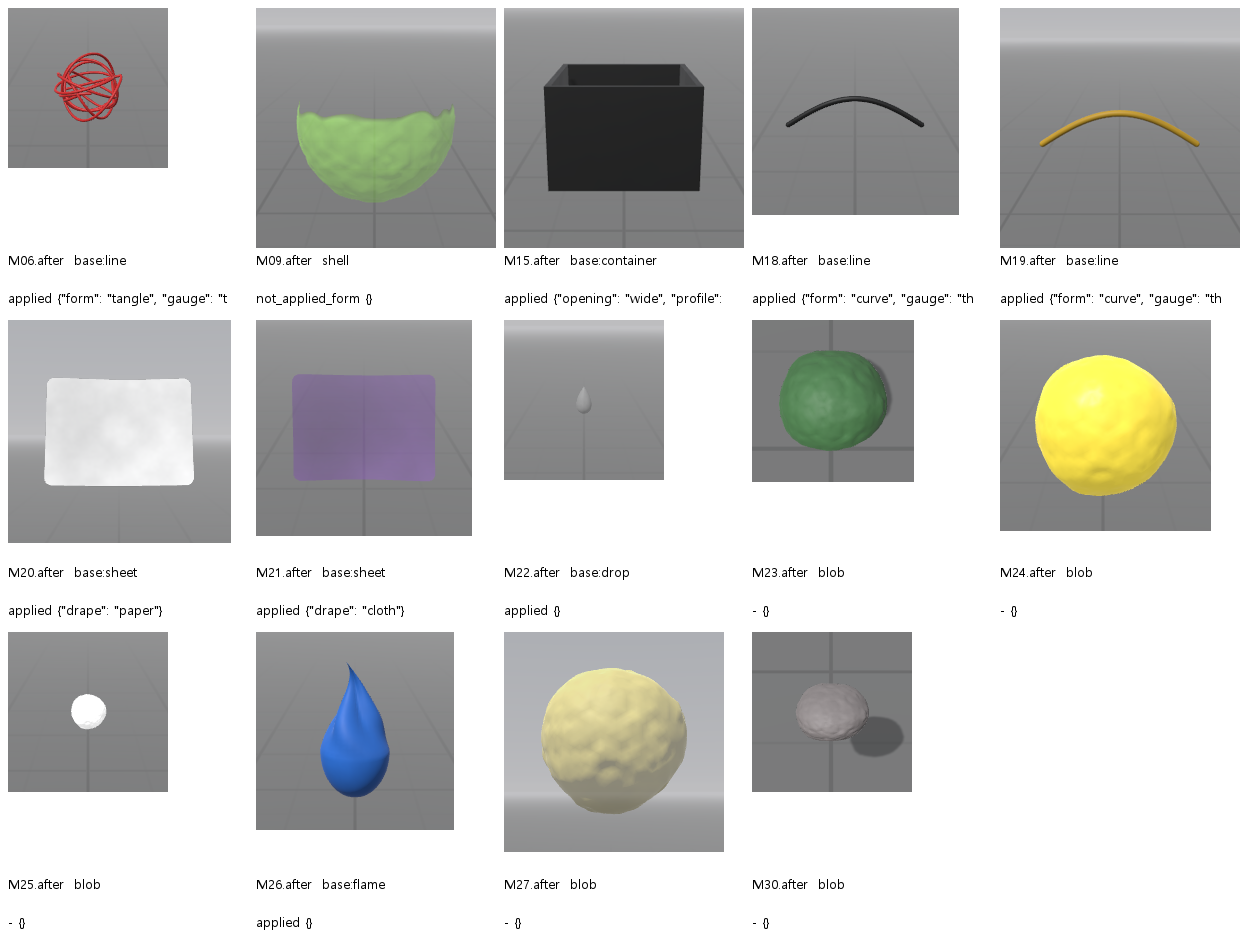 M06.after base:line
M09.after shell
M15.after base:container
M18.after base:line
M19.after base:line
applied {"form": "tangle", "gauge": "t
not_applied_form {}
applied {"opening": "wide", "profile":
applied {"form": "curve", "gauge": "th
applied {"form": "curve", "gauge": "th
M20.after base:sheet
M21.after base:sheet
M22.after base:drop
M23.after blob
M24.after blob
applied {"drape": "paper"}
applied {"drape": "cloth"}
applied {}
- {}
- {}
M25.after blob
M26.after base:flame
M27.after blob
M30.after blob
- {}
applied {}
- {}
- {}